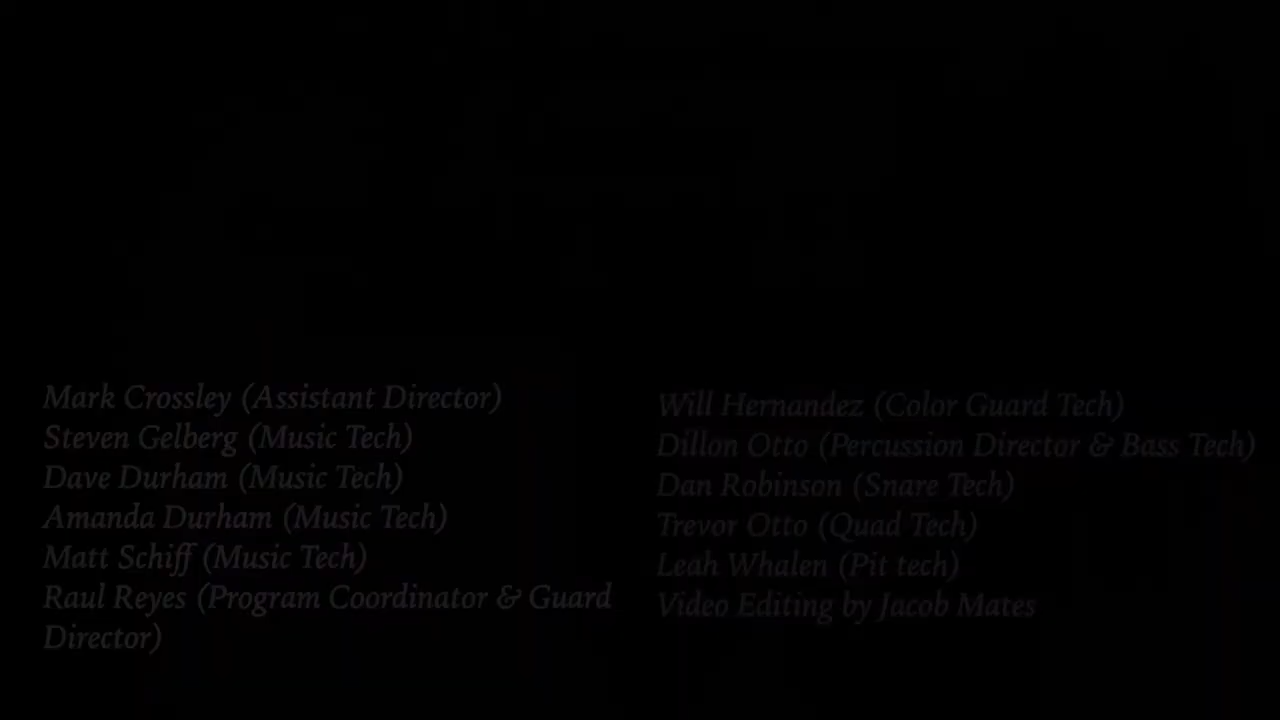 Mark Crossley (Assistant Director)
Steven Gelberg (Music Tech)
Dave Durham (Music Tech)
Amanda Durham (Music Tech)
Matt Schiff (Music Tech)
Raul Reyes (Program Coordinator & Guard
Director)
Will Hernandez (Color Guard Tech)
Dillon Otto (Percussion Director & Bass Tech)
Dan Robinson (Snare Tech)
Trevor Otto (Quad Tech)
Leah Whalen (Pit tech)
Video Editing by Jacob Mates